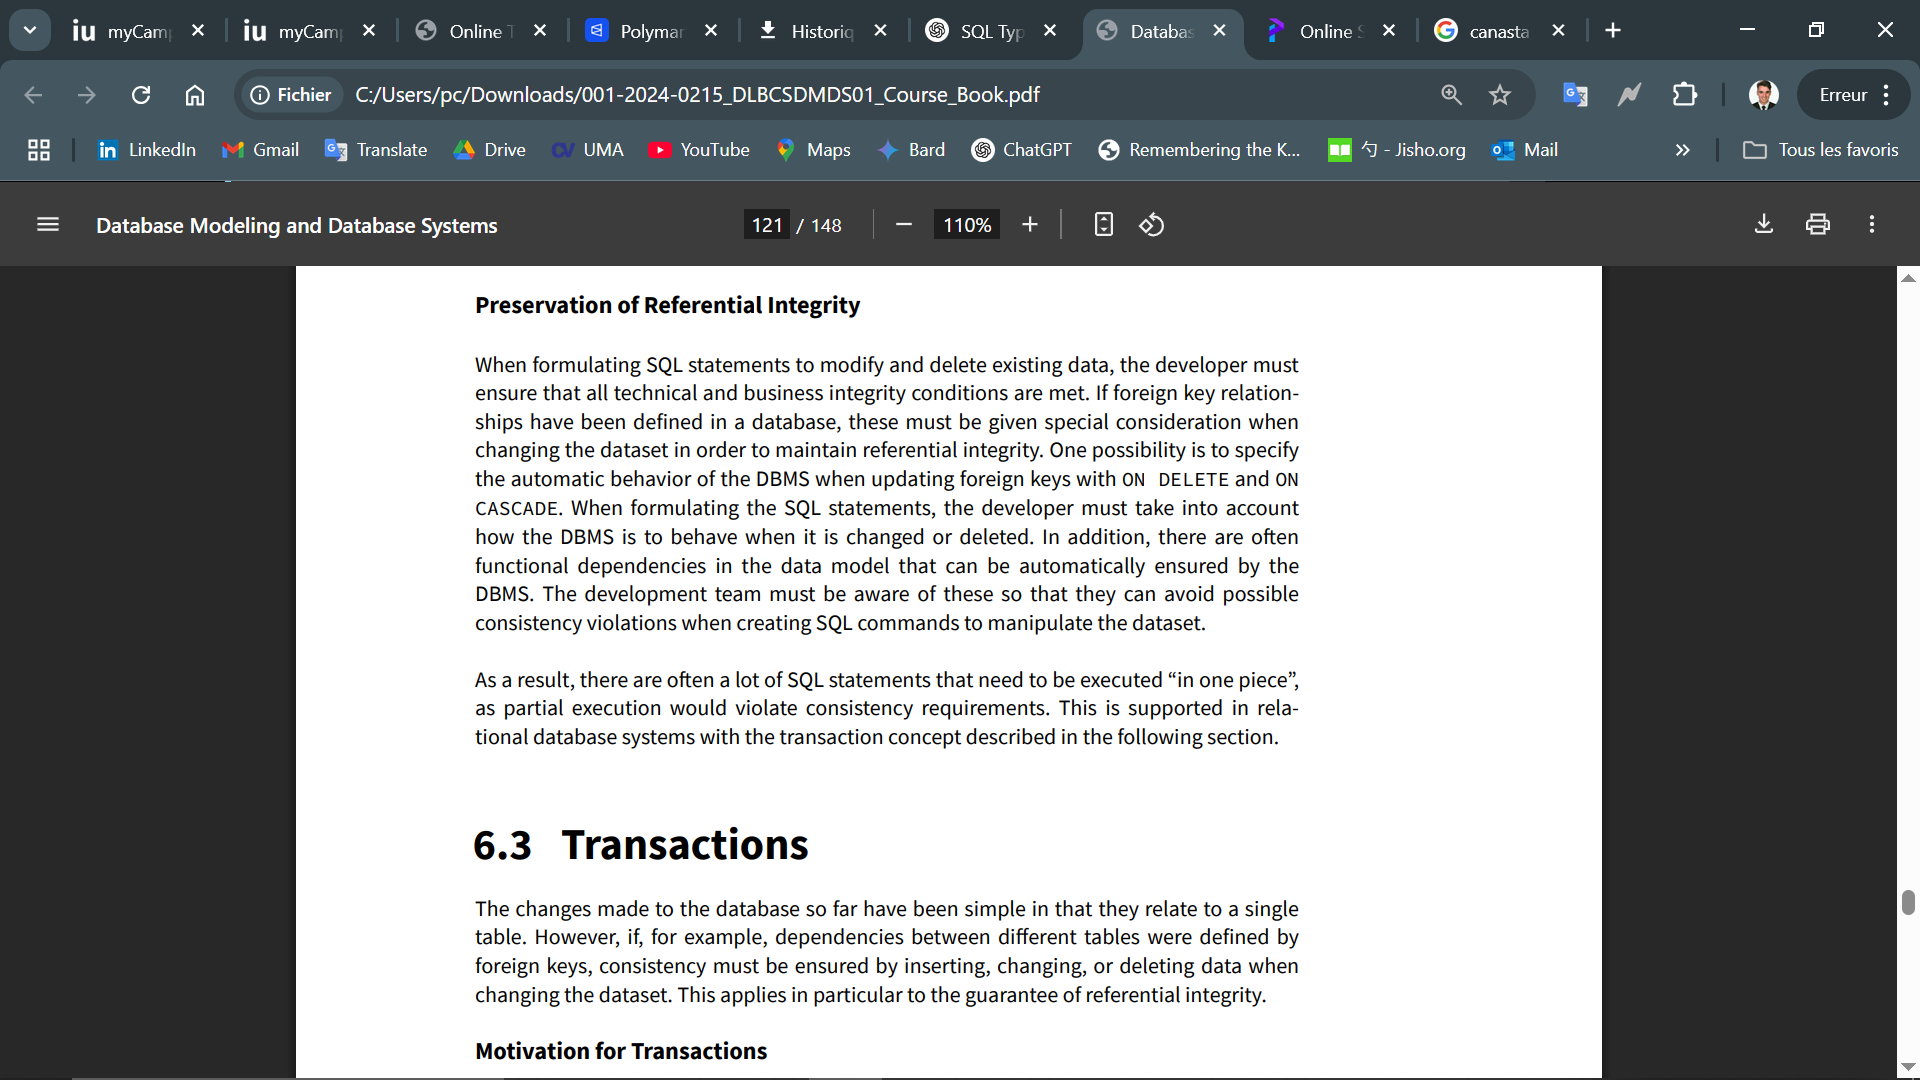 myCam
myCam
Online T
Polymar
Historiq
SQL Typ
Databas
Online S
canasta
Fichier
C:/Users/pc/Downloads/001-2024-0215_DLBCSDMDS01_Course_Book.pdf
Erreur
LinkedIn
Gmail
Translate
Drive
UMA
YouTube
Maps
Bard
ChatGPT
Remembering the K...
勹 - Jisho.org
Mail
Tous les favoris
Database Modeling and Database Systems
121 / 148
110%
Preservation of Referential Integrity
When formulating SQL statements to modify and delete existing data, the developer must
ensure that all technical and business integrity conditions are met. If foreign key relation-
ships have been defined in a database, these must be given special consideration when
changing the dataset in order to maintain referential integrity. One possibility is to specify
the automatic behavior of the DBMS when updating foreign keys with ON DELETE and ON
CASCADE. When formulating the SQL statements, the developer must take into account
how the DBMS is to behave when it is changed or deleted. In addition, there are often
functional dependencies in the data model that can be automatically ensured by the
DBMS. The development team must be aware of these so that they can avoid possible
consistency violations when creating SQL commands to manipulate the dataset.
As a result, there are often a lot of SQL statements that need to be executed “in one piece”,
as partial execution would violate consistency requirements. This is supported in rela-
tional database systems with the transaction concept described in the following section.
6.3 Transactions
The changes made to the database so far have been simple in that they relate to a single
table. However, if, for example, dependencies between different tables were defined by
foreign keys, consistency must be ensured by inserting, changing, or deleting data when
changing the dataset. This applies in particular to the guarantee of referential integrity.
Motivation for Transactions